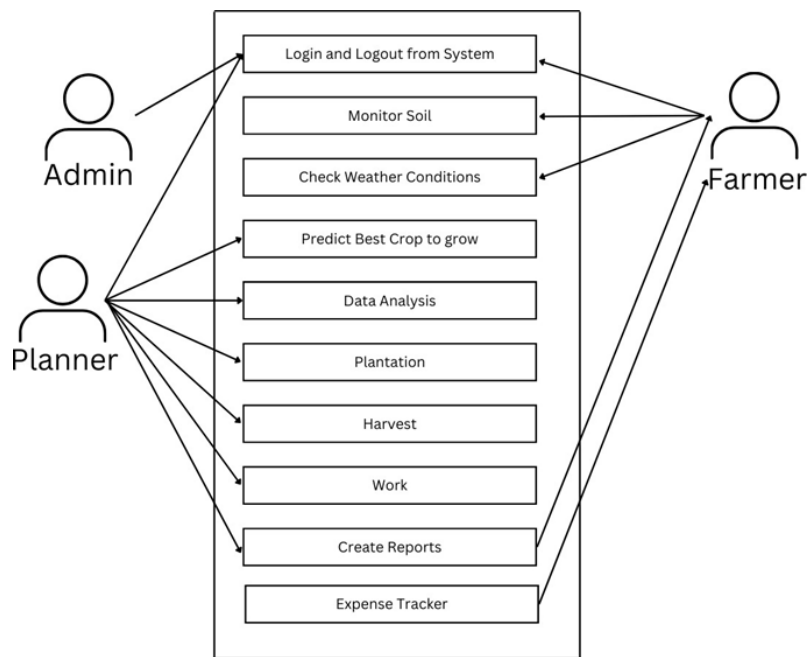 Login and Logout from System
Monitor Soil
Admin
Check Weather Conditions
Farmer
Predict Best Crop to grow
Data Analysis
Planner
Plantation
Harvest
Work
Create Reports
Expense Tracker